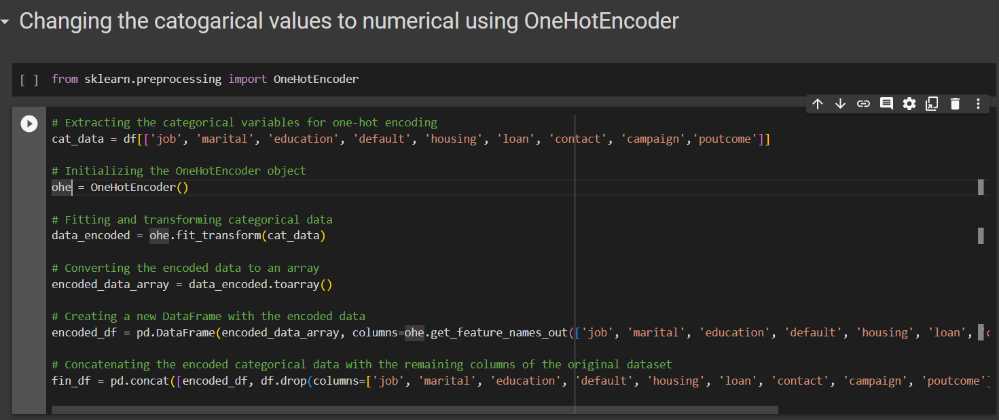 Changing the catogarical values to numerical using OneHotEncoder
[ ] from sklearn.preprocessing import OneHotEncoder
# Extracting the categorical variables for one-hot encoding
cat_data = df[['job', 'marital', 'education', 'default', 'housing', 'loan', 'contact', 'campaign','poutcome']]
# Initializing the OneHotEncoder object
ohe = OneHotEncoder()
# Fitting and transforming categorical data
data_encoded = ohe.fit_transform(cat_data)
# Converting the encoded data to an array
encoded_data_array = data_encoded.toarray()
# Creating a new DataFrame with the encoded data
encoded_df = pd.DataFrame(encoded_data_array, columns=ohe.get_feature_names_out(['job', 'marital', 'education', 'default', 'housing', 'loan',
# Concatenating the encoded categorical data with the remaining columns of the original dataset
fin_df = pd.concat([encoded_df, df.drop(columns=['job', 'marital', 'education', 'default', 'housing', 'loan', 'contact', 'campaign', 'poutcome']